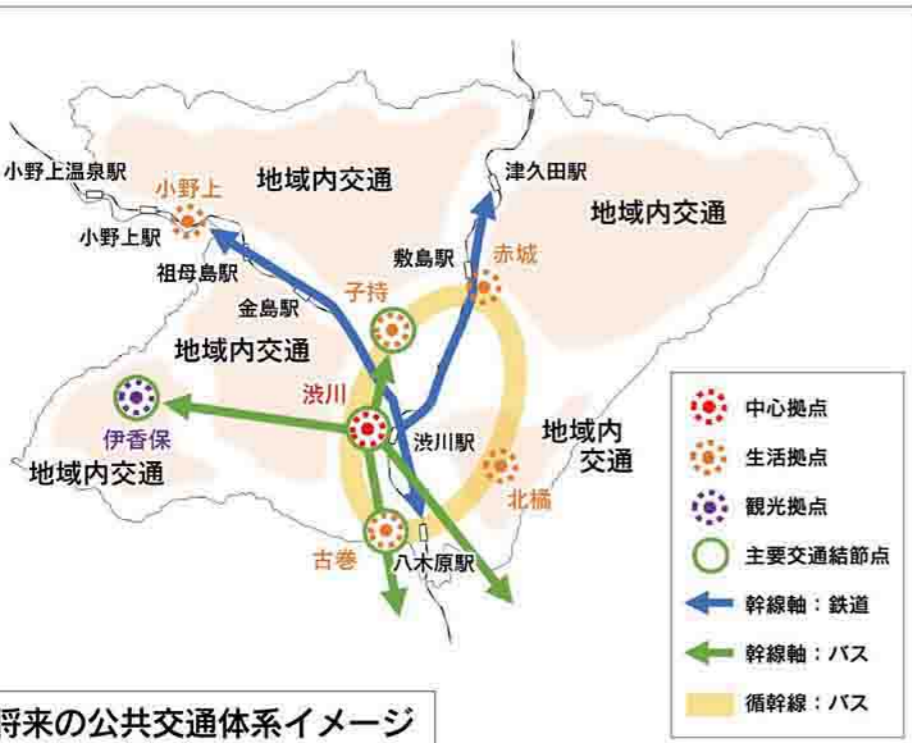 小野上温泉駅
小野上
地域内交通
津久田駅
地域内交通
小野上駅
敷島駅
赤城
祖母島駅
金島駅
子持
地域内交通
渋川
伊香保
渋川駅
地域内
交通
地域内交通
北橘
古巻
八木原駅
中心拠点
生活拠点
観光拠点
主要交通結節点
幹線軸：鉄道
幹線軸：バス
循幹線：バス
将来の公共交通体系イメージ